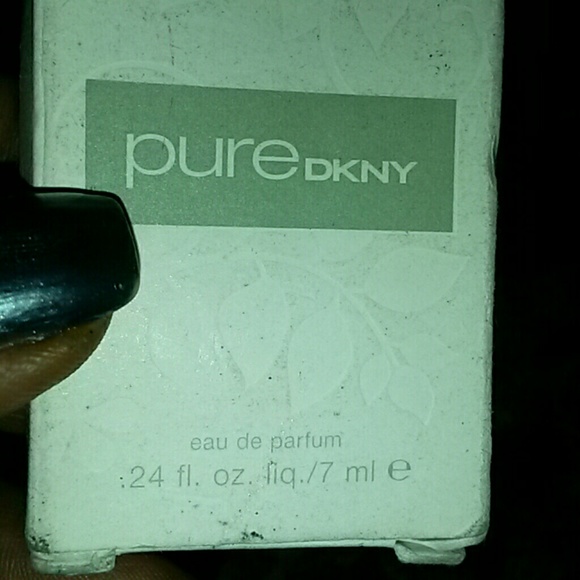 pureDKNY
eau de parfum
.24 fl. oz. liq./7 ml e